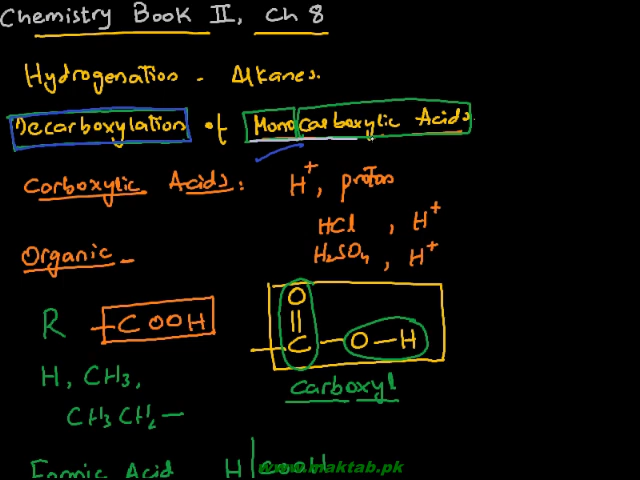 Chemistry Book II, Ch 8
Hydrogenation - Alkanes.
Decarboxylation of Mono Carboxylic Acids.
Carboxylic Acids: H+, proton
HCl, H+
H2SO4, H+
Organic -
R -COOH
O
||
-C-O-H
Carboxyl
H, CH3,
CH3CH2-
Formic Acid H|COOH
www.maktab.pk